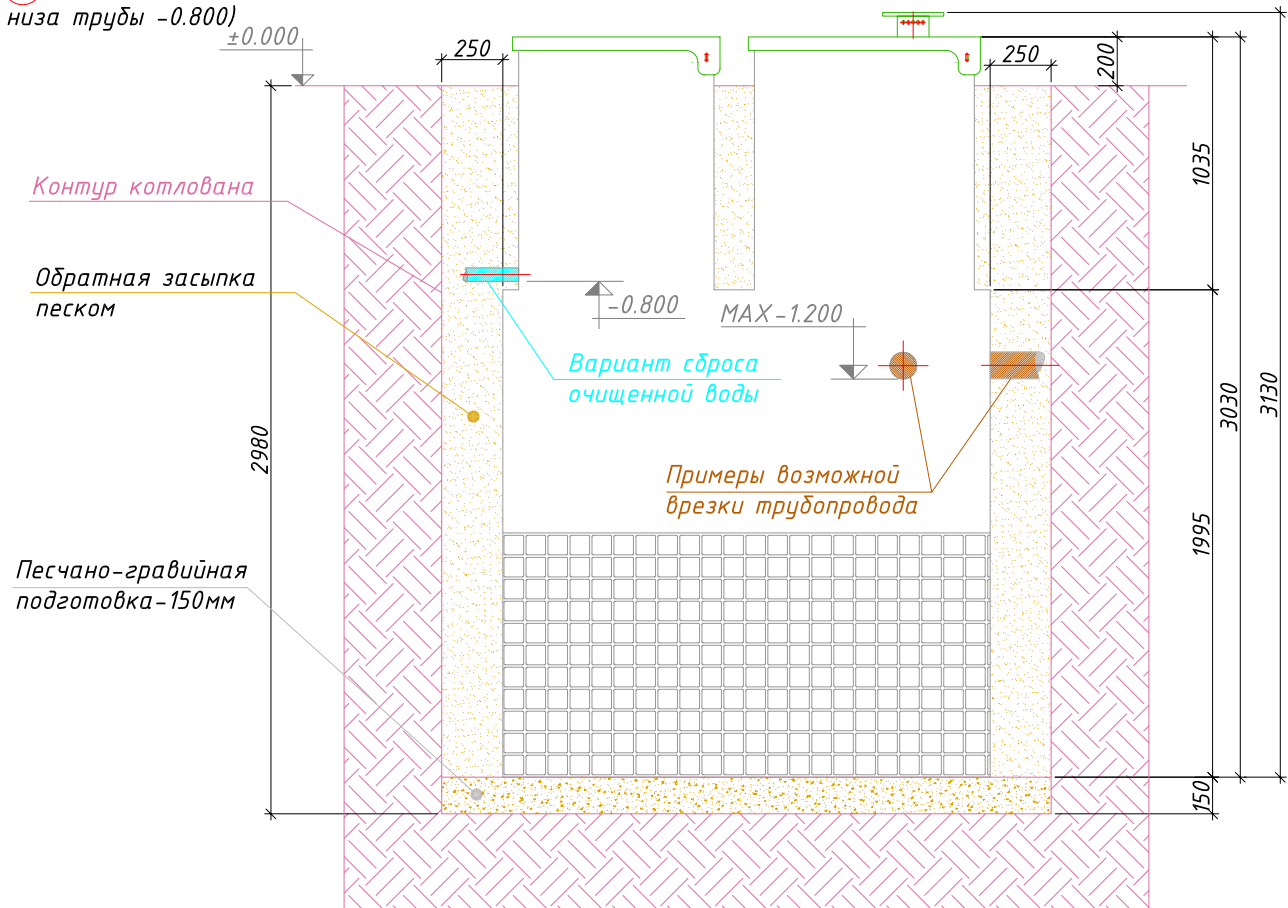 низа трубы -0.800)
±0.000
250
250
200
1035
Контур котлована
Обратная засыпка
песком
-0.800
MAX-1.200
Вариант сброса
очищенной воды
3030
3130
2980
Примеры возможной
врезки трубопровода
1995
Песчано-гравийная
подготовка-150мм
150